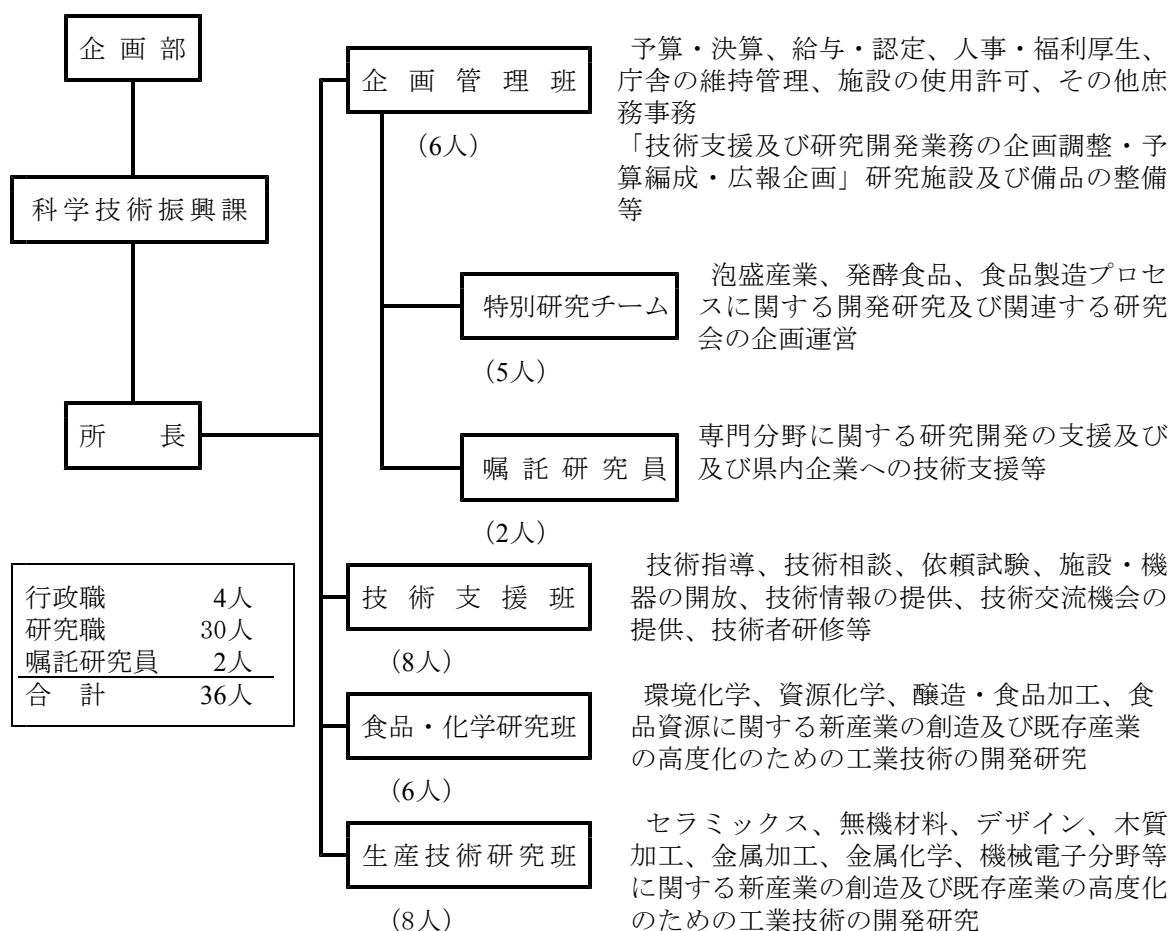 企画部
科学技術振興課
所長
企画管理班
(6人)
予算・決算、給与・認定、人事・福利厚生、
庁舎の維持管理、施設の使用許可、その他庶
務事務
「技術支援及び研究開発業務の企画調整・予
算編成・広報企画」研究施設及び備品の整備
等
特別研究チーム
(5人)
泡盛産業、発酵食品、食品製造プロセ
スに関する開発研究及び関連する研究
会の企画運営
嘱託研究員
(2人)
専門分野に関する研究開発の支援及び
及び県内企業への技術支援等
技術支援班
(8人)
技術指導、技術相談、依頼試験、施設・機
器の開放、技術情報の提供、技術交流機会の
提供、技術者研修等
食品・化学研究班
(6人)
環境化学、資源化学、醸造・食品加工、食
品資源に関する新産業の創造及び既存産業
の高度化のための工業技術の開発研究
生産技術研究班
(8人)
セラミックス、無機材料、デザイン、木質
加工、金属加工、金属化学、機械電子分野等
に関する新産業の創造及び既存産業の高度化
のための工業技術の開発研究
行政職 4人
研究職 30人
嘱託研究員 2人
合計 36人